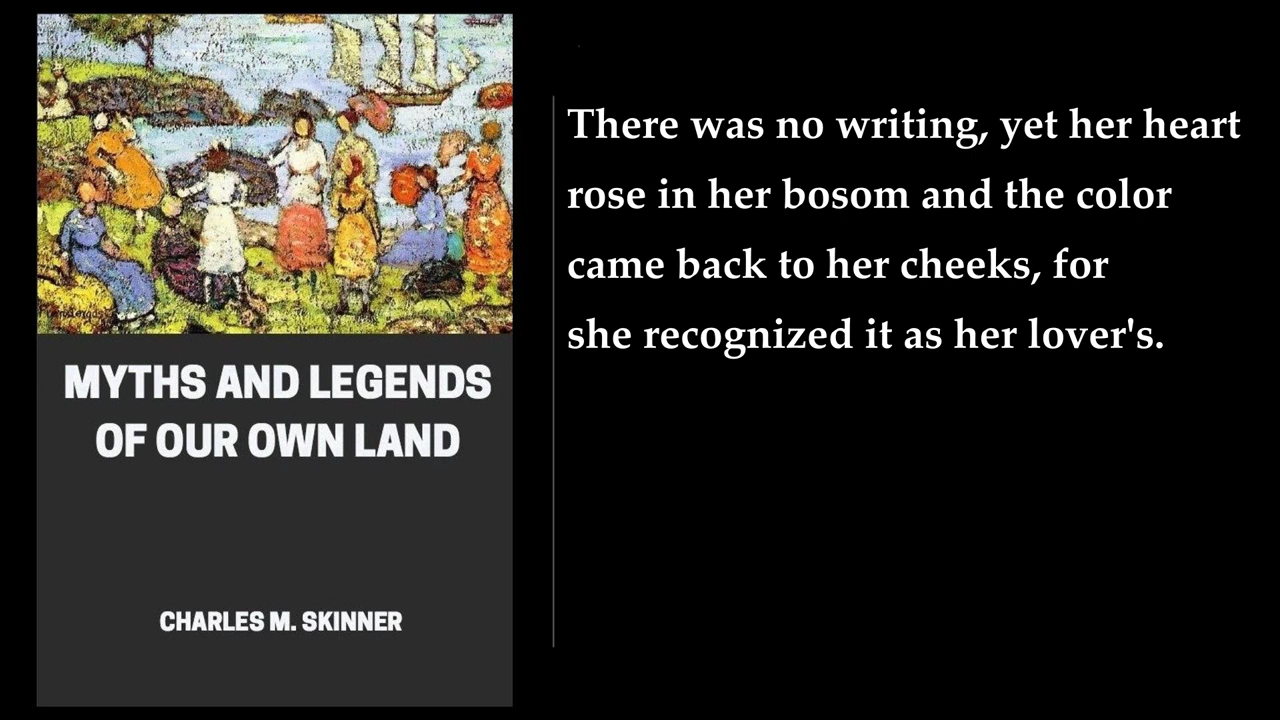 MYTHS AND LEGENDS
OF OUR OWN LAND
CHARLES M. SKINNER
There was no writing, yet her heart
rose in her bosom and the color
came back to her cheeks, for
she recognized it as her lover's.